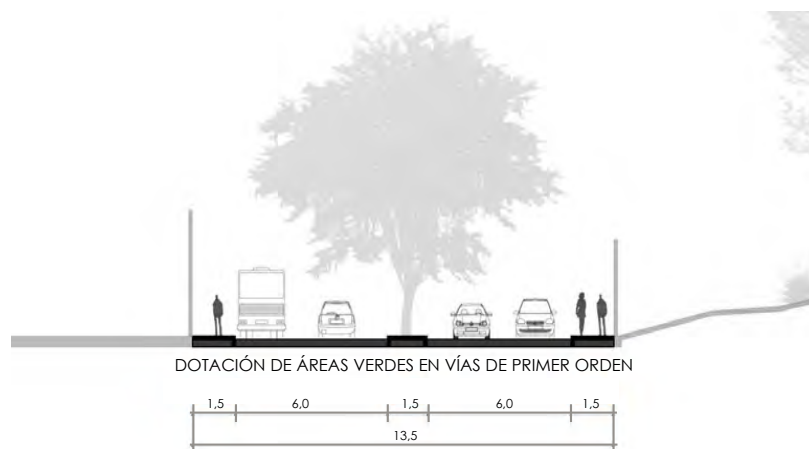 DOTACIÓN DE ÁREAS VERDES EN VÍAS DE PRIMER ORDEN
1,5 6,0 1,5 6,0 1,5
13,5